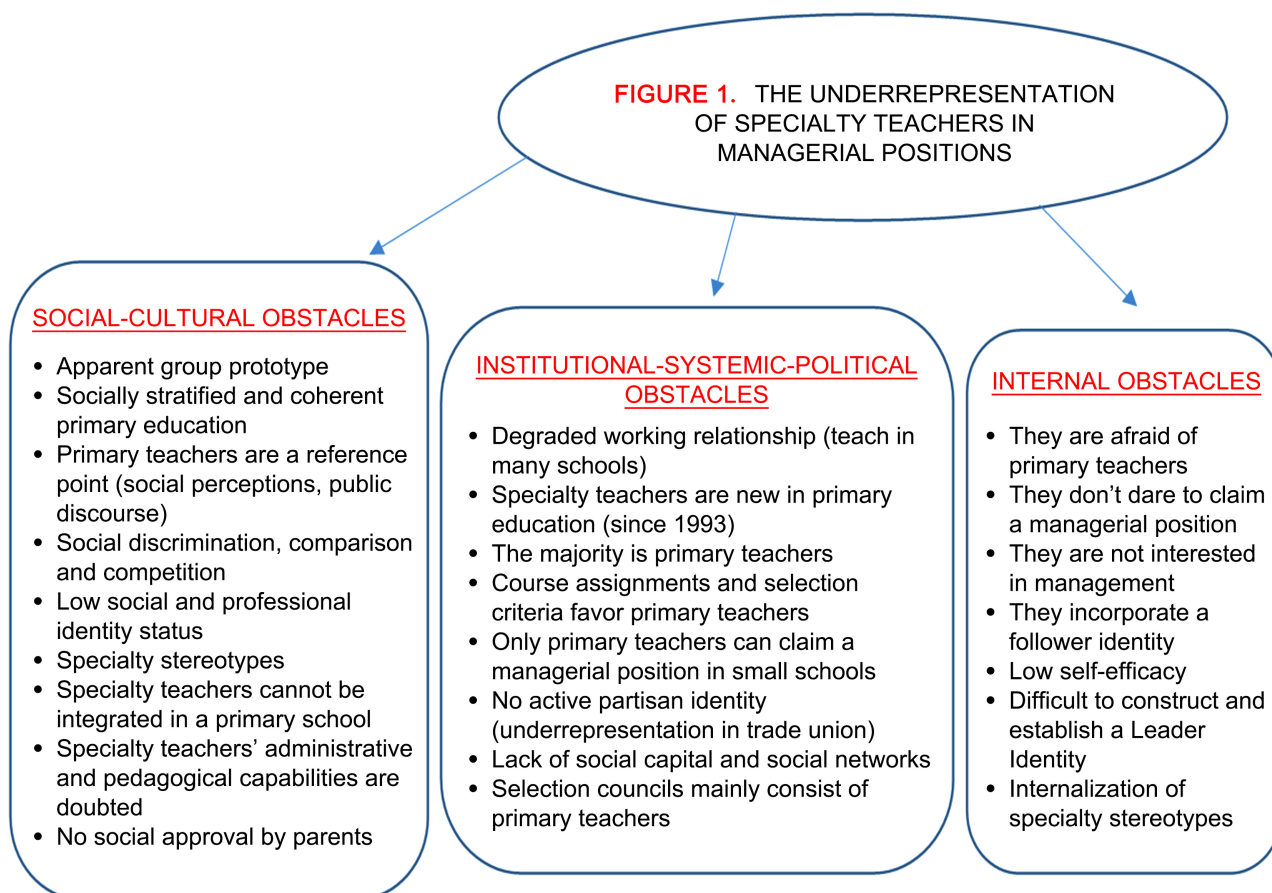 FIGURE 1. THE UNDERREPRESENTATION
OF SPECIALTY TEACHERS IN
MANAGERIAL POSITIONS
SOCIAL-CULTURAL OBSTACLES
• Apparent group prototype
• Socially stratified and coherent
primary education
• Primary teachers are a reference
point (social perceptions, public
discourse)
• Social discrimination, comparison
and competition
• Low social and professional
identity status
• Specialty stereotypes
• Specialty teachers cannot be
integrated in a primary school
• Specialty teachers’ administrative
and pedagogical capabilities are
doubted
• No social approval by parents
INSTITUTIONAL-SYSTEMIC-POLITICAL
OBSTACLES
• Degraded working relationship (teach in
many schools)
• Specialty teachers are new in primary
education (since 1993)
• The majority is primary teachers
• Course assignments and selection
criteria favor primary teachers
• Only primary teachers can claim a
managerial position in small schools
• No active partisan identity
(underrepresentation in trade union)
• Lack of social capital and social networks
• Selection councils mainly consist of
primary teachers
INTERNAL OBSTACLES
• They are afraid of
primary teachers
• They don’t dare to claim
a managerial position
• They are not interested
in management
• They incorporate a
follower identity
• Low self-efficacy
• Difficult to construct and
establish a Leader
Identity
• Internalization of
specialty stereotypes